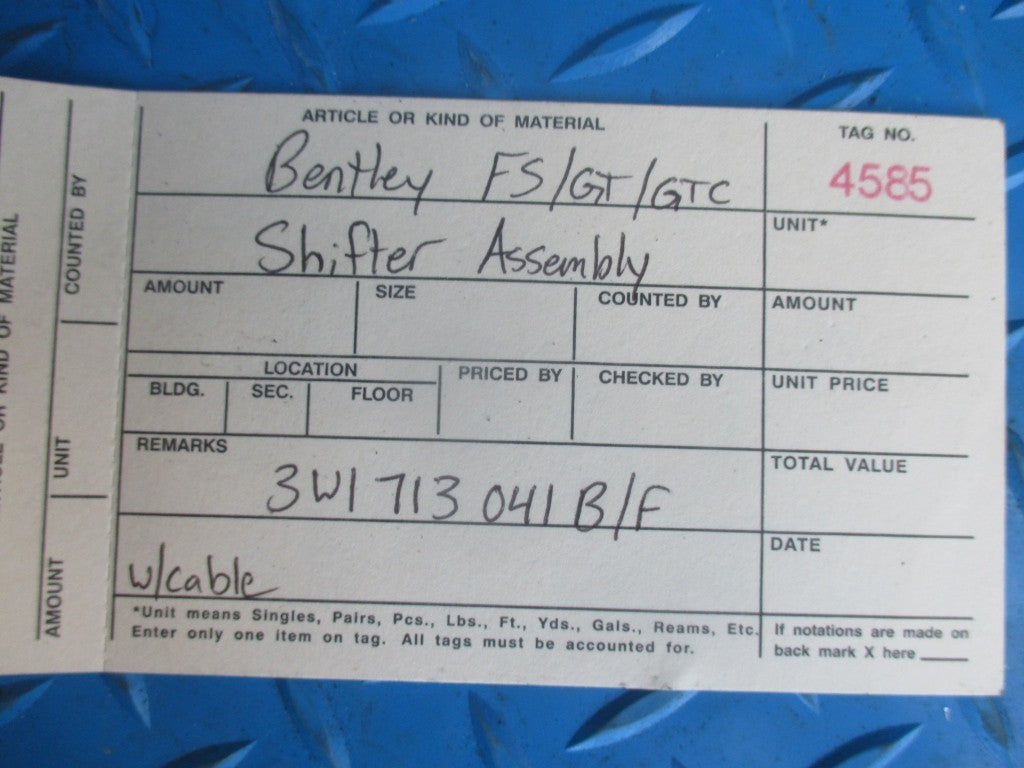 ARTICLE OR KIND OF MATERIAL
Bentley FS/GT/GTC
Shifter Assembly
TAG NO.
4585
UNIT*
AMOUNT
SIZE
COUNTED BY
AMOUNT
LOCATION
BLDG.
SEC.
FLOOR
PRICED BY
CHECKED BY
UNIT PRICE
REMARKS
3W1 713 041 B/F
w/cable
TOTAL VALUE
DATE
*Unit means Singles, Pairs, Pcs., Lbs., Ft., Yds., Gals., Reams, Etc.
Enter only one item on tag. All tags must be accounted for.
If notations are made on
back mark X here
COUNTED BY
UNIT
AMOUNT
KIND OF MATERIAL